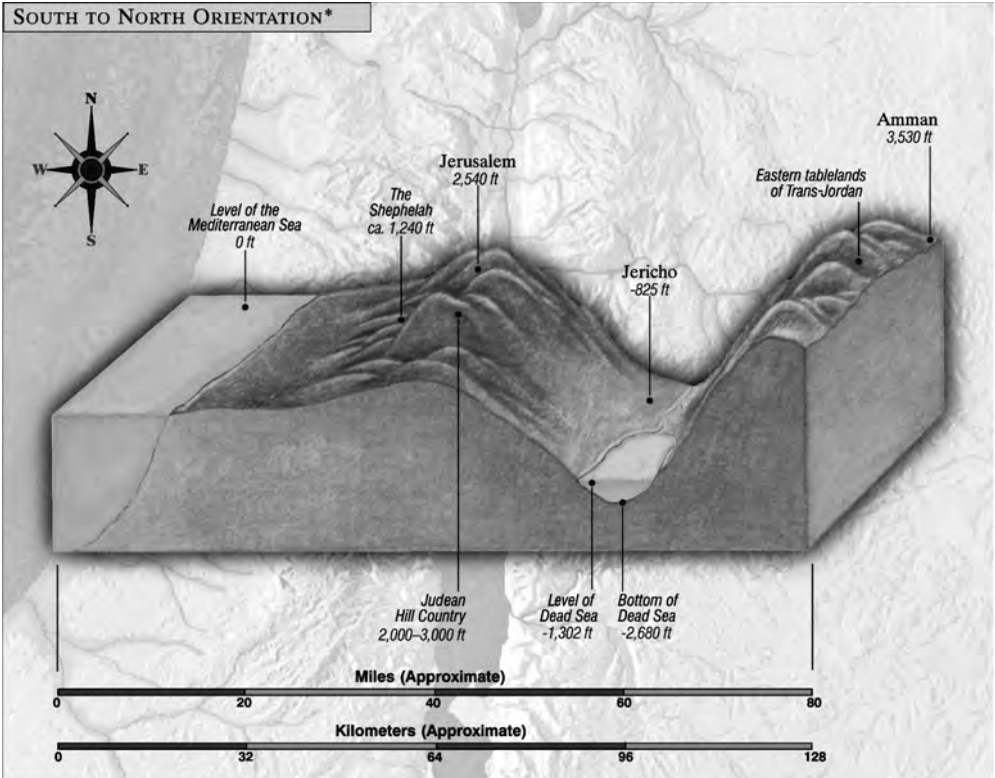 SOUTH TO NORTH ORIENTATION*
N
W
E
S
Amman
3,530 ft
Jerusalem
2,540 ft
Eastern tablelands
of Trans-Jordan
The
Shephelah
ca. 1,240 ft
Level of the
Mediterranean Sea
0 ft
Jericho
-825 ft
Judean
Hill Country
2,000–3,000 ft
Level of
Dead Sea
-1,302 ft
Bottom of
Dead Sea
-2,680 ft
Miles (Approximate)
0 20 40 60 80
Kilometers (Approximate)
0 32 64 96 128